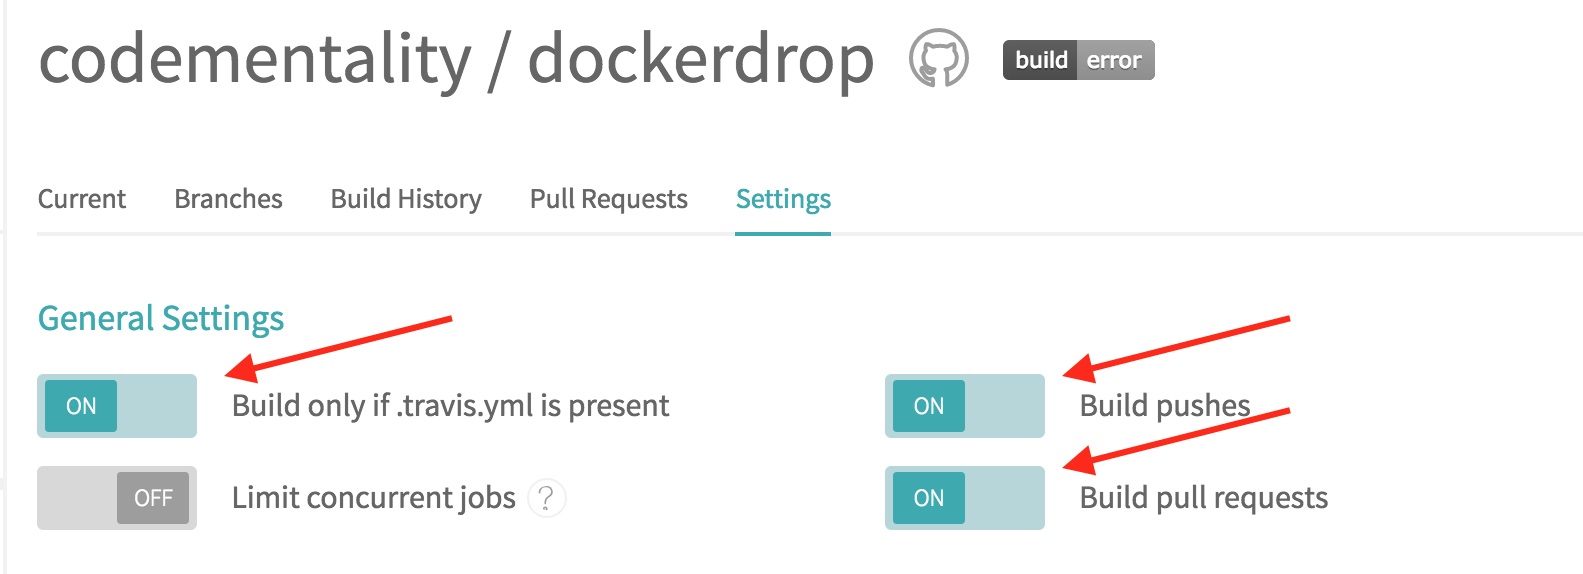 codementality / dockerdrop build error
Current Branches Build History Pull Requests Settings
General Settings
ON Build only if .travis.yml is present ON Build pushes
OFF Limit concurrent jobs ? ON Build pull requests